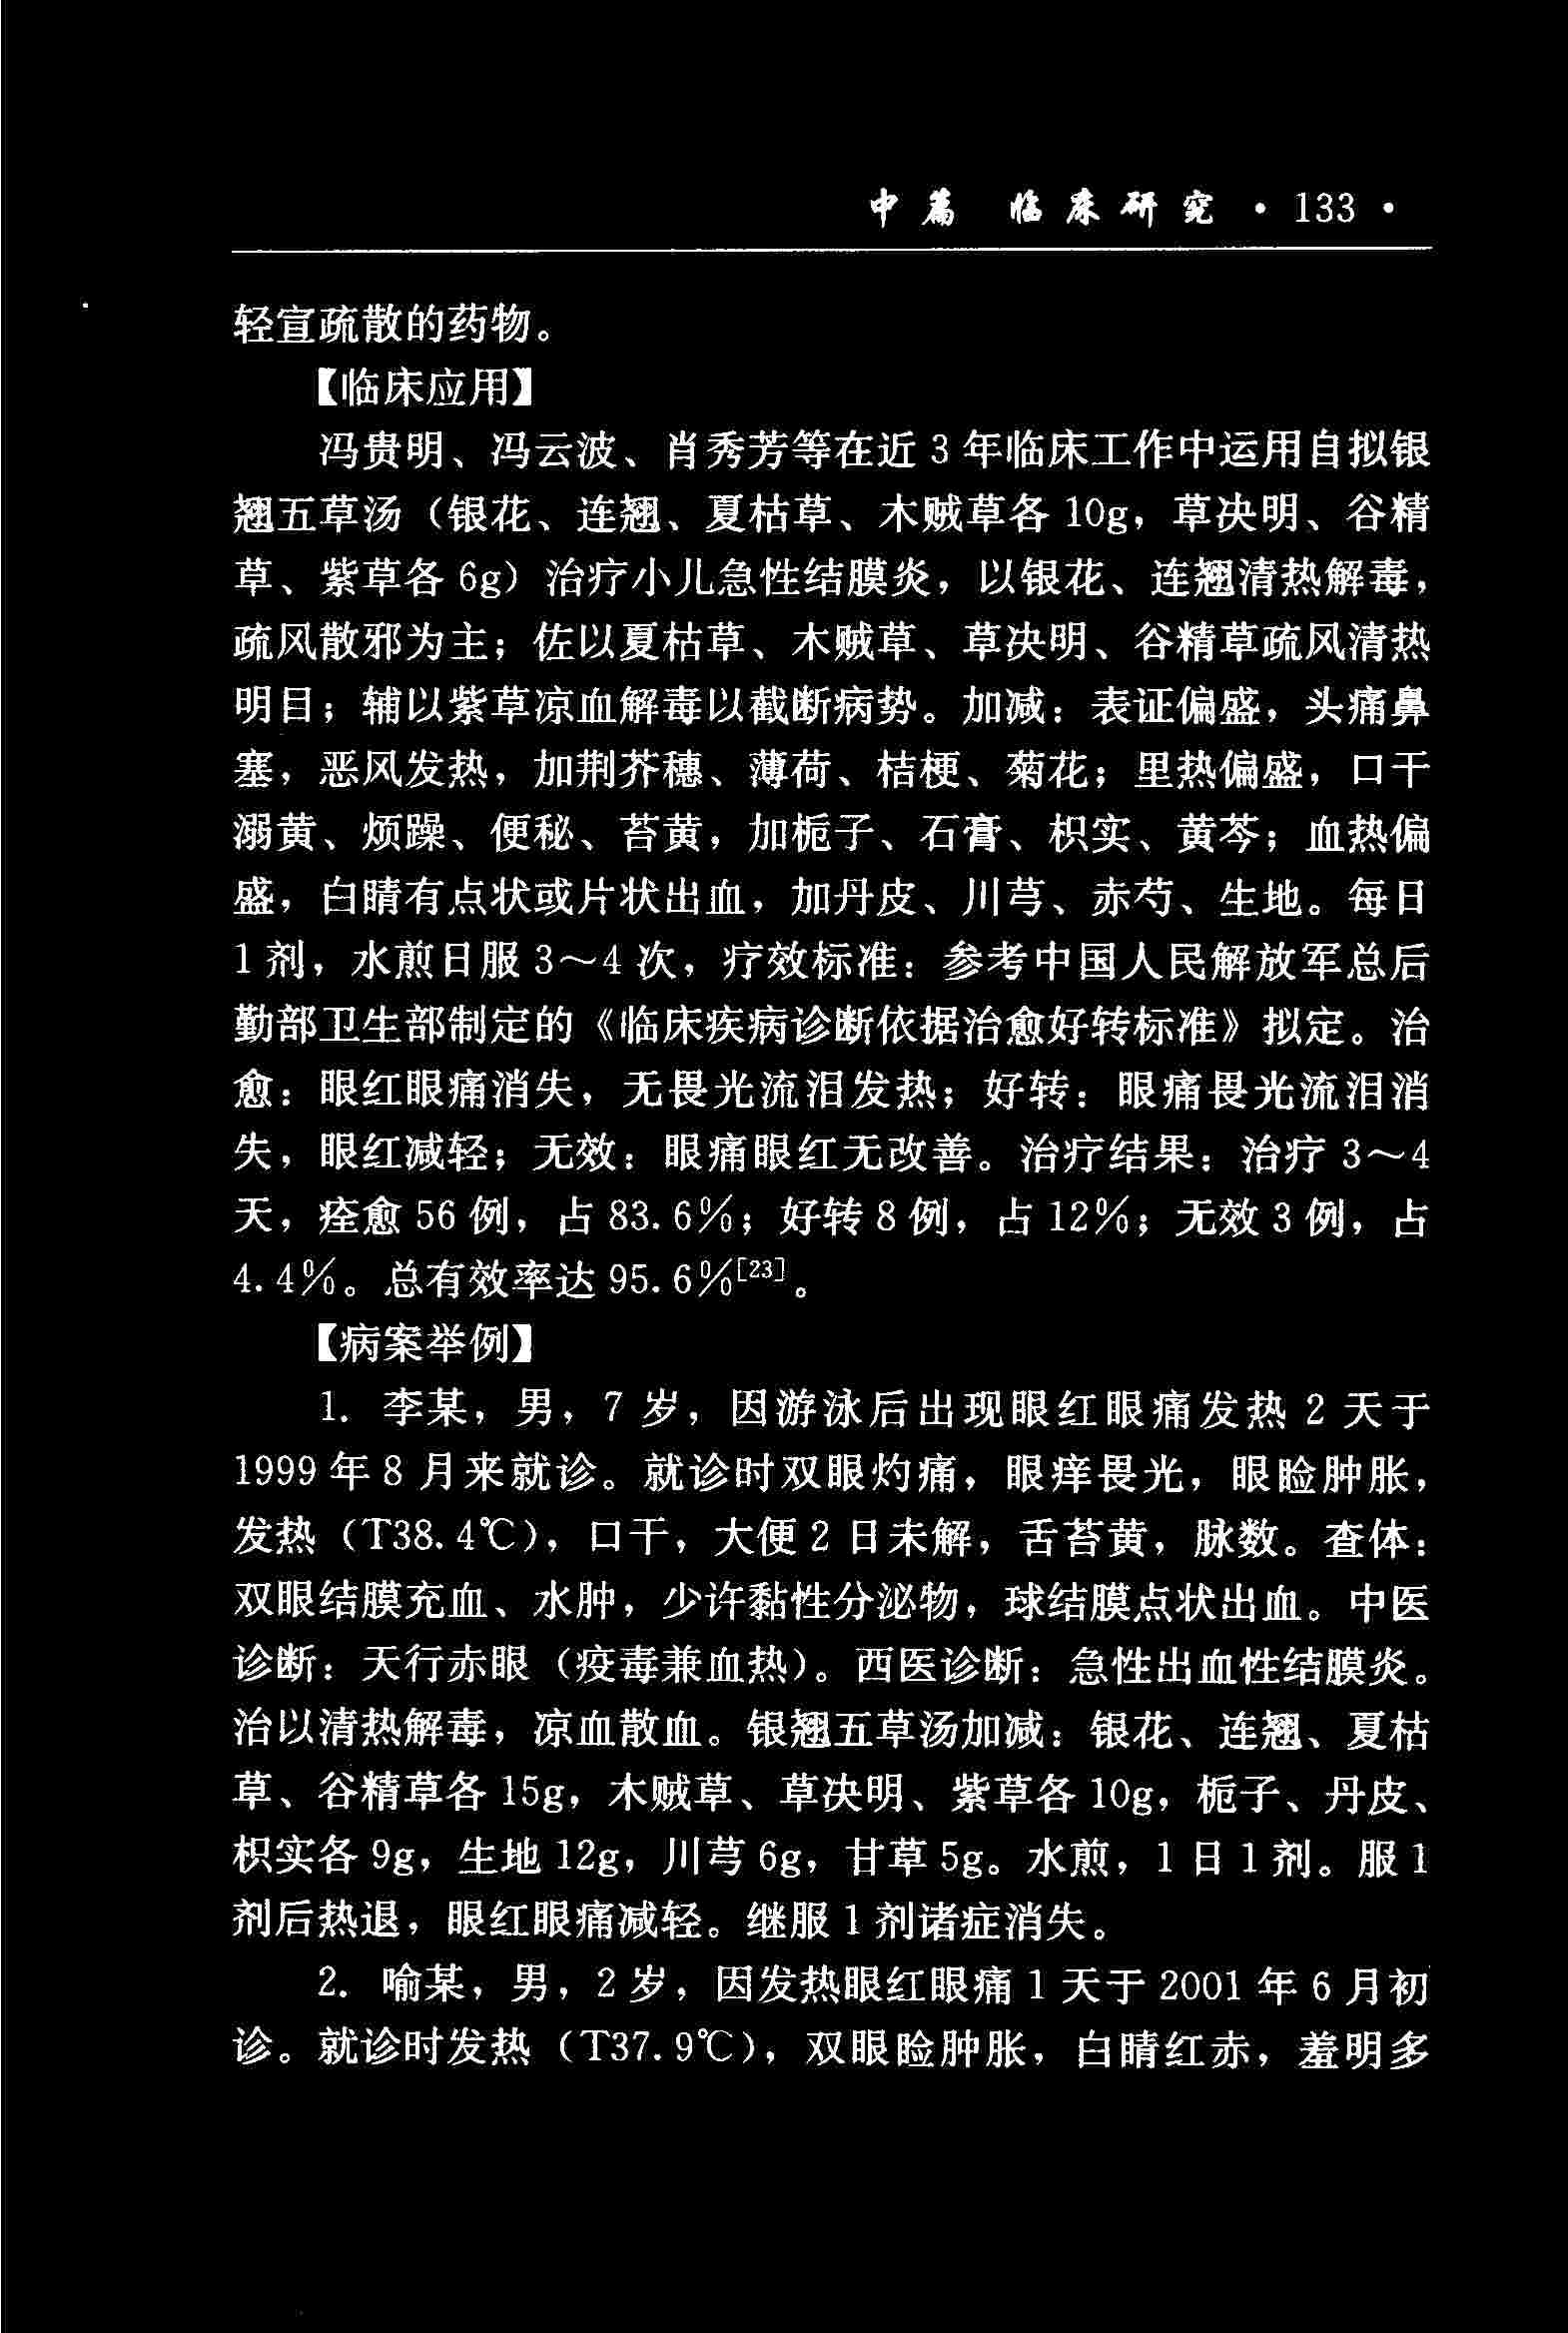 中篇 临床研究 · 133 ·
轻宣疏散的药物。
【临床应用】
冯贵明、冯云波、肖秀芳等在近 3 年临床工作中运用自拟银
翘五草汤（银花、连翘、夏枯草、木贼草各 10g，草决明、谷精
草、紫草各 6g）治疗小儿急性结膜炎，以银花、连翘清热解毒，
疏风散邪为主；佐以夏枯草、木贼草、草决明、谷精草疏风清热
明目；辅以紫草凉血解毒以截断病势。加减：表证偏盛，头痛鼻
塞，恶风发热，加荆芥穗、薄荷、桔梗、菊花；里热偏盛，口干
溺黄、烦躁、便秘、苔黄，加栀子、石膏、枳实、黄芩；血热偏
盛，白睛有点状或片状出血，加丹皮、川芎、赤芍、生地。每日
1 剂，水煎日服 3～4 次，疗效标准：参考中国人民解放军总后
勤部卫生部制定的《临床疾病诊断依据治愈好转标准》拟定。治
愈：眼红眼痛消失，无畏光流泪发热；好转：眼痛畏光流泪消
失，眼红减轻；无效：眼痛眼红无改善。治疗结果：治疗 3～4
天，痊愈 56 例，占 83.6%；好转 8 例，占 12%；无效 3 例，占
4.4%。总有效率达 95.6%[23]。
【病案举例】
1. 李某，男，7 岁，因游泳后出现眼红眼痛发热 2 天于
1999 年 8 月来就诊。就诊时双眼灼痛，眼痒畏光，眼睑肿胀，
发热（T38.4℃），口干，大便 2 日未解，舌苔黄，脉数。查体：
双眼结膜充血、水肿，少许黏性分泌物，球结膜点状出血。中医
诊断：天行赤眼（疫毒兼血热）。西医诊断：急性出血性结膜炎。
治以清热解毒，凉血散血。银翘五草汤加减：银花、连翘、夏枯
草、谷精草各 15g，木贼草、草决明、紫草各 10g，栀子、丹皮、
枳实各 9g，生地 12g，川芎 6g，甘草 5g。水煎，1 日 1 剂。服 1
剂后热退，眼红眼痛减轻。继服 1 剂诸症消失。
2. 喻某，男，2 岁，因发热眼红眼痛 1 天于 2001 年 6 月初
诊。就诊时发热（T37.9℃），双眼睑肿胀，白睛红赤，羞明多